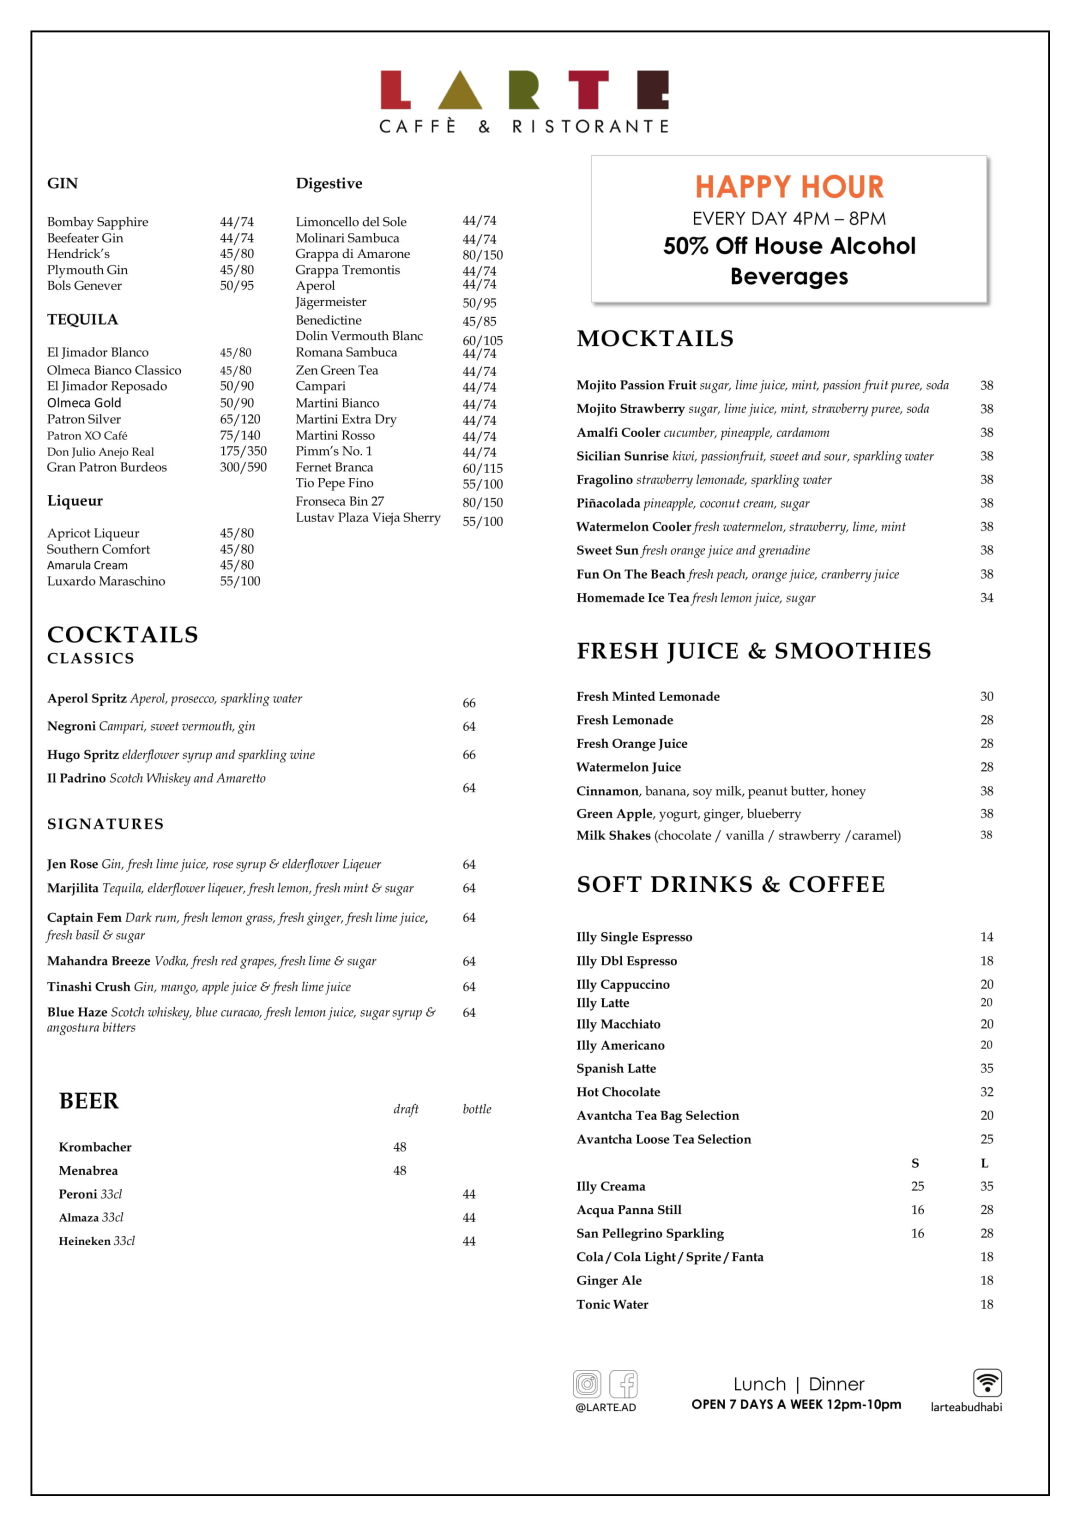 LARTE
CAFFÈ & RISTORANTE
GIN
Bombay Sapphire 44/74
Beefeater Gin 44/74
Hendrick's 45/80
Plymouth Gin 45/80
Bols Genever 50/95
TEQUILA
El Jimador Blanco 45/80
Olmeca Bianco Classico 45/80
El Jimador Reposado 50/90
Olmeca Gold 50/90
Patron Silver 65/120
Patron XO Café 75/140
Don Julio Anejo Real 175/350
Gran Patron Burdeos 300/590
Liqueur
Apricot Liqueur 45/80
Southern Comfort 45/80
Amarula Cream 45/80
Luxardo Maraschino 55/100
Digestive
Limoncello del Sole 44/74
Molinari Sambuca 44/74
Grappa di Amarone 80/150
Grappa Tremontis 44/74
Aperol 44/74
Jägermeister 50/95
Benedictine 45/85
Dolin Vermouth Blanc 60/105
Romana Sambuca 44/74
Zen Green Tea 44/74
Campari 44/74
Martini Bianco 44/74
Martini Extra Dry 44/74
Martini Rosso 44/74
Pimm's No. 1 44/74
Fernet Branca 60/115
Tio Pepe Fino 55/100
Fronseca Bin 27 80/150
Lustav Plaza Vieja Sherry 55/100
COCKTAILS
CLASSICS
Aperol Spritz Aperol, prosecco, sparkling water 66
Negroni Campari, sweet vermouth, gin 64
Hugo Spritz elderflower syrup and sparkling wine 66
Il Padrino Scotch Whiskey and Amaretto 64
SIGNATURES
Jen Rose Gin, fresh lime juice, rose syrup & elderflower Liqeuer 64
Marjilita Tequila, elderflower liqeuer, fresh lemon, fresh mint & sugar 64
Captain Fem Dark rum, fresh lemon grass, fresh ginger, fresh lime juice, 64
fresh basil & sugar
Mahandra Breeze Vodka, fresh red grapes, fresh lime & sugar 64
Tinashi Crush Gin, mango, apple juice & fresh lime juice 64
Blue Haze Scotch whiskey, blue curacao, fresh lemon juice, sugar syrup & 64
angostura bitters
BEER draft bottle
Krombacher 48
Menabrea 48
Peroni 33cl 44
Almaza 33cl 44
Heineken 33cl 44
HAPPY HOUR
EVERY DAY 4PM – 8PM
50% Off House Alcohol
Beverages
MOCKTAILS
Mojito Passion Fruit sugar, lime juice, mint, passion fruit puree, soda 38
Mojito Strawberry sugar, lime juice, mint, strawberry puree, soda 38
Amalfi Cooler cucumber, pineapple, cardamom 38
Sicilian Sunrise kiwi, passionfruit, sweet and sour, sparkling water 38
Fragolino strawberry lemonade, sparkling water 38
Piñacolada pineapple, coconut cream, sugar 38
Watermelon Cooler fresh watermelon, strawberry, lime, mint 38
Sweet Sun fresh orange juice and grenadine 38
Fun On The Beach fresh peach, orange juice, cranberry juice 38
Homemade Ice Tea fresh lemon juice, sugar 34
FRESH JUICE & SMOOTHIES
Fresh Minted Lemonade 30
Fresh Lemonade 28
Fresh Orange Juice 28
Watermelon Juice 28
Cinnamon, banana, soy milk, peanut butter, honey 38
Green Apple, yogurt, ginger, blueberry 38
Milk Shakes (chocolate / vanilla / strawberry /caramel) 38
SOFT DRINKS & COFFEE
Illy Single Espresso 14
Illy Dbl Espresso 18
Illy Cappuccino 20
Illy Latte 20
Illy Macchiato 20
Illy Americano 20
Spanish Latte 35
Hot Chocolate 32
Avantcha Tea Bag Selection 20
Avantcha Loose Tea Selection 25
S L
Illy Creama 25 35
Acqua Panna Still 16 28
San Pellegrino Sparkling 16 28
Cola / Cola Light / Sprite / Fanta 18
Ginger Ale 18
Tonic Water 18
@LARTE.AD
Lunch | Dinner
OPEN 7 DAYS A WEEK 12pm-10pm
larteabudhabi